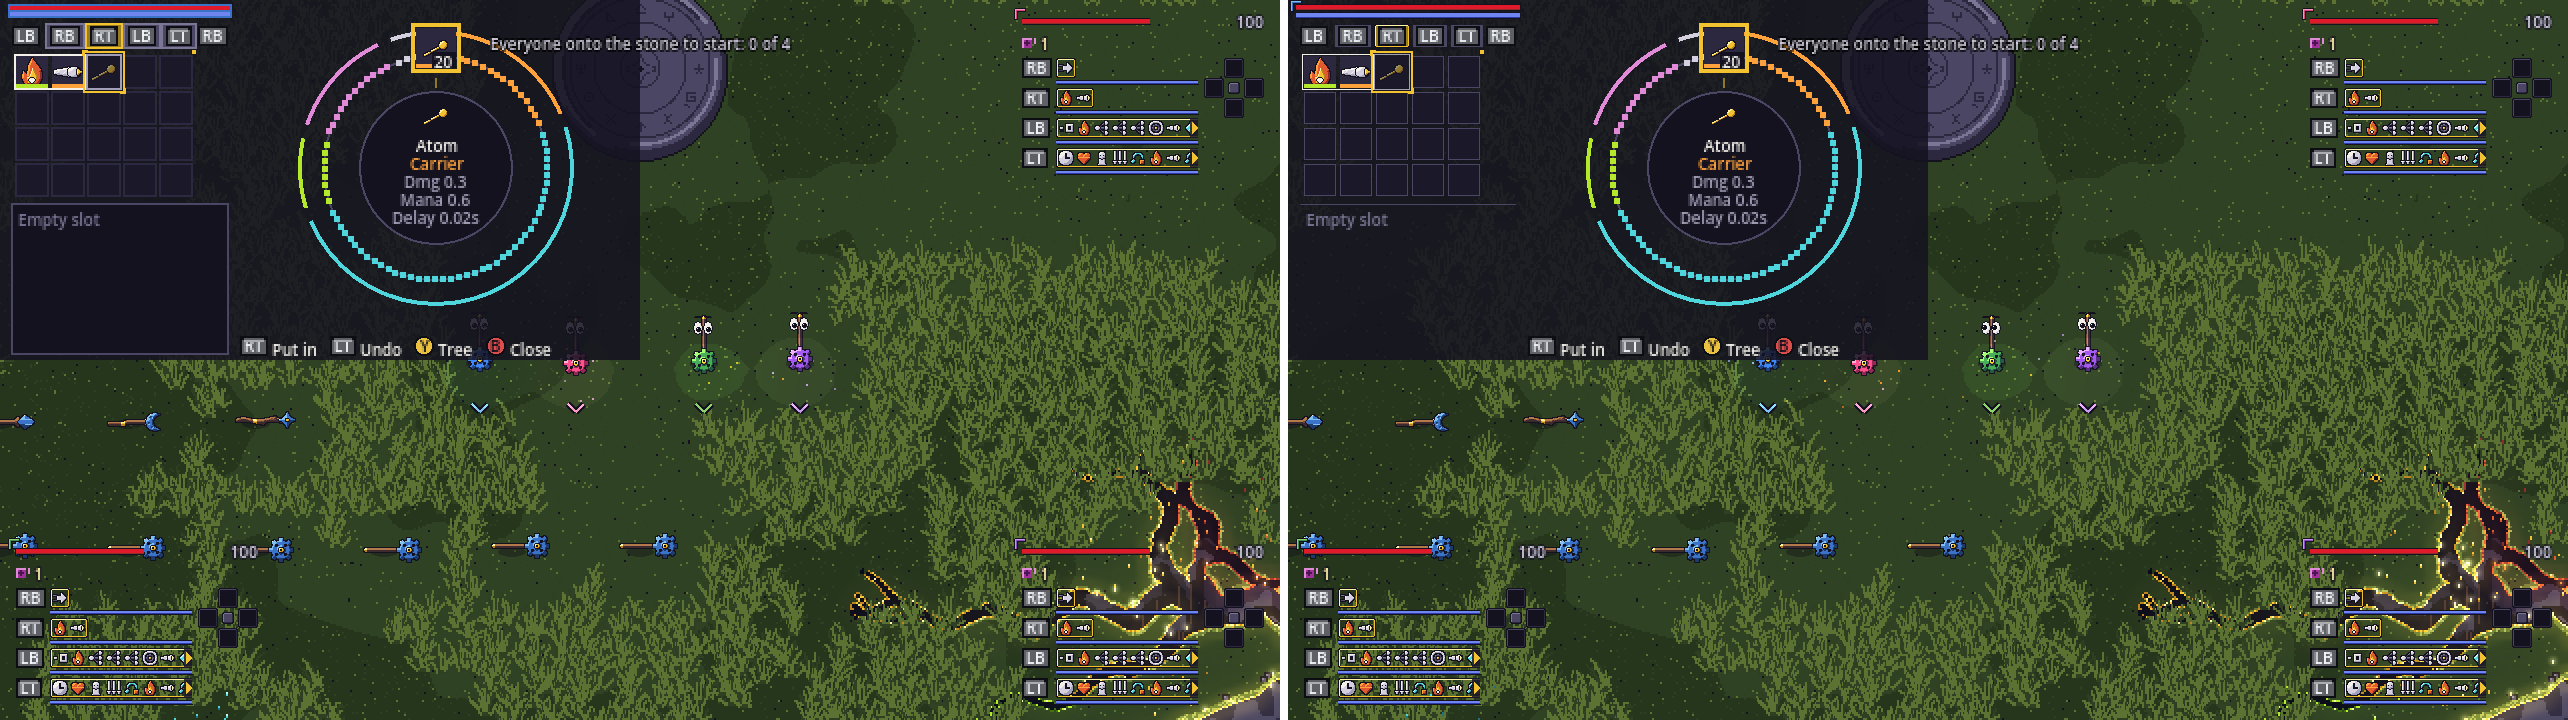 LB RB RT LB LT RB
20
Everyone onto the stone to start: 0 of 4
Atom
Carrier
Dmg 0.3
Mana 0.6
Delay 0.02s
Empty slot
RT Put in LT Undo Y Tree B Close
100
1
RB
RT
LB
LT
100
1
RB
RT
LB
LT
100
1
RB
RT
LB
LT
LB RB RT LB LT RB
20
Everyone onto the stone to start: 0 of 4
Atom
Carrier
Dmg 0.3
Mana 0.6
Delay 0.02s
Empty slot
RT Put in LT Undo Y Tree B Close
100
1
RB
RT
LB
LT
100
1
RB
RT
LB
LT
100
1
RB
RT
LB
LT